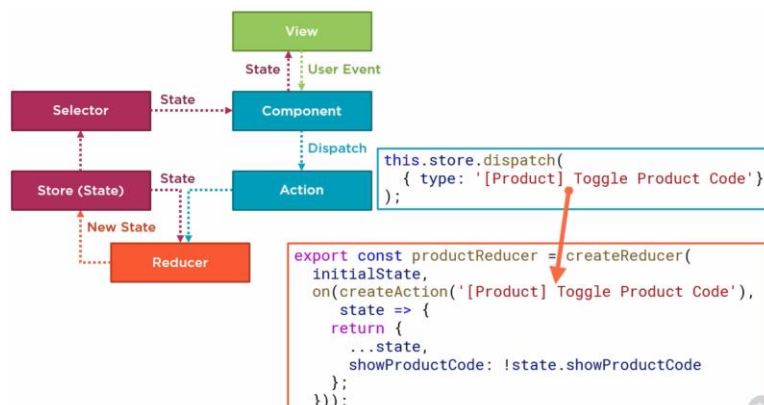 View
State
User Event
Selector
State
Component
Dispatch
Store (State)
State
Action
New State
Reducer
this.store.dispatch(
{ type: '[Product] Toggle Product Code'}
);
export const productReducer = createReducer(
initialState,
on(createAction('[Product] Toggle Product Code'),
state => {
return {
...state,
showProductCode: !state.showProductCode
};
}));